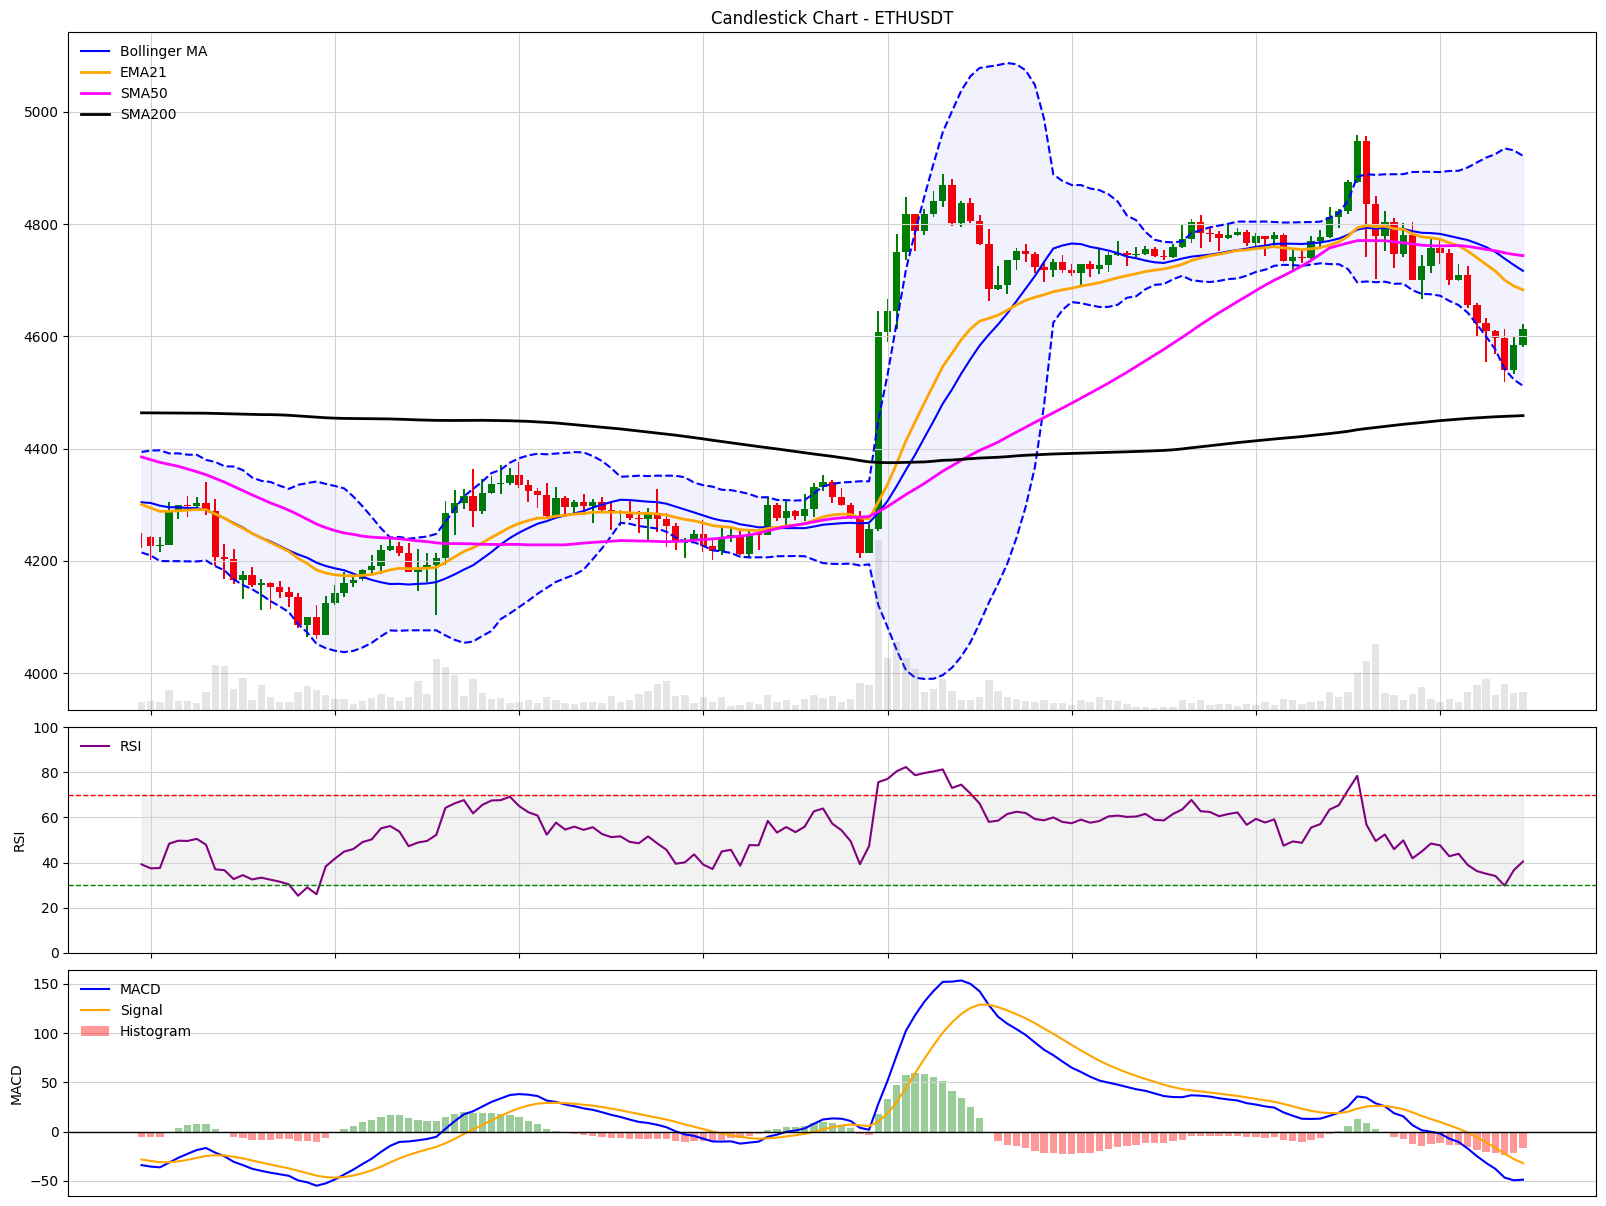 Candlestick Chart - ETHUSDT
Bollinger MA
EMA21
SMA50
SMA200
5000
4800
4600
4400
4200
4000
100
80
60
40
20
0
RSI
RSI
150
100
50
0
−50
MACD
MACD
Signal
Histogram